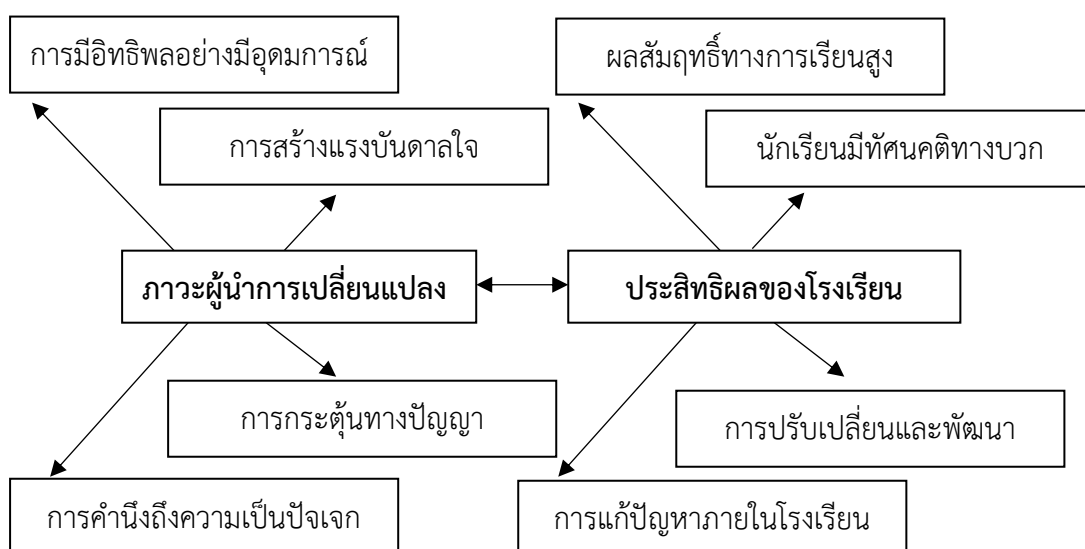 การมีอิทธิพลอย่างมีอุดมการณ์
ผลสัมฤทธิ์ทางการเรียนสูง
การสร้างแรงบันดาลใจ
นักเรียนมีทัศนคติทางบวก
ภาวะผู้นำการเปลี่ยนแปลง
ประสิทธิผลของโรงเรียน
การกระตุ้นทางปัญญา
การปรับเปลี่ยนและพัฒนา
การคำนึงถึงความเป็นปัจเจก
การแก้ปัญหาภายในโรงเรียน